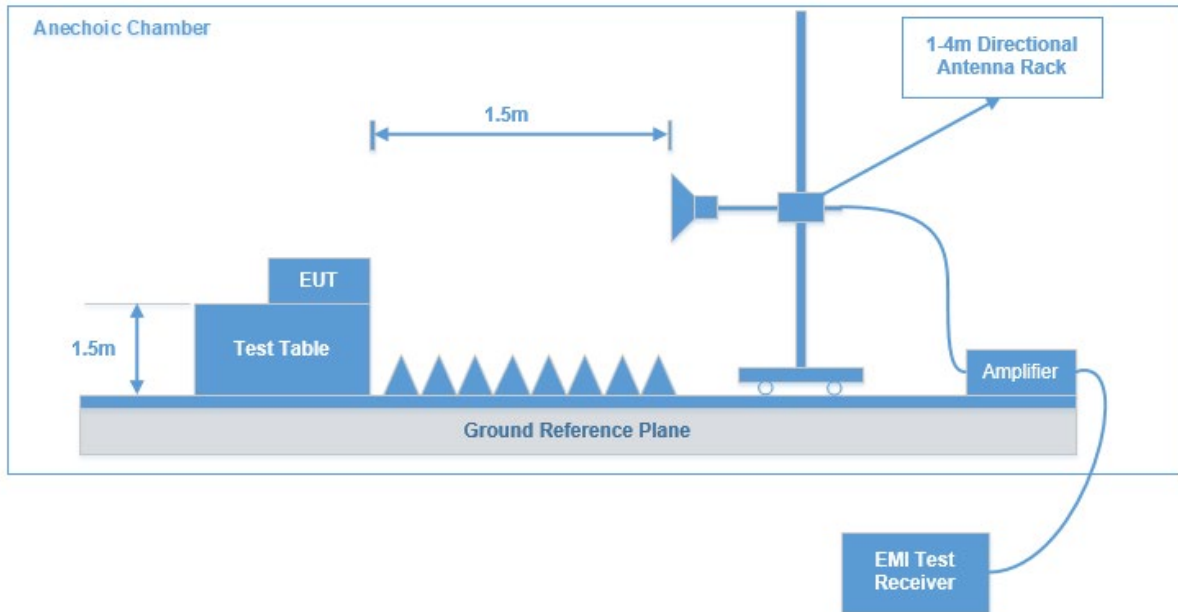 Anechoic Chamber
1-4m Directional
Antenna Rack
1.5m
EUT
1.5m
Test Table
Amplifier
Ground Reference Plane
EMI Test
Receiver